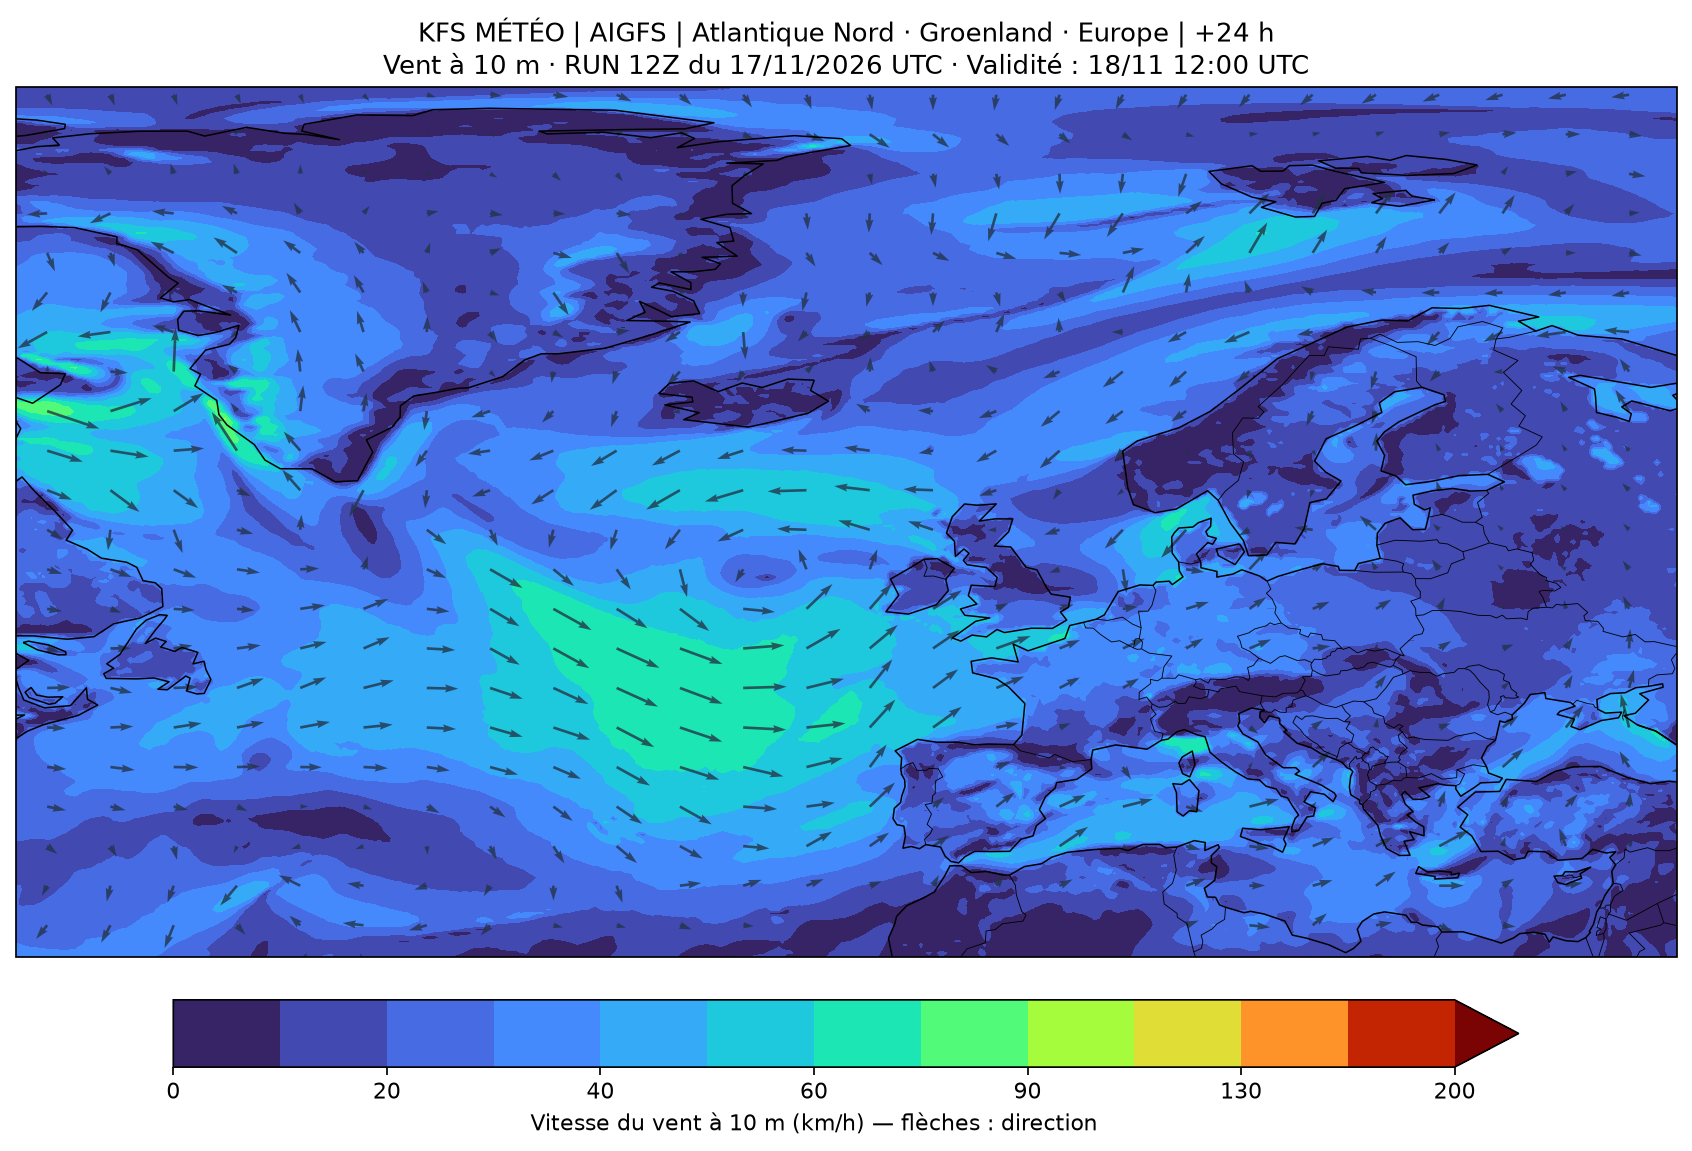 KFS MÉTÉO | AIGFS | Atlantique Nord · Groenland · Europe | +24 h
Vent à 10 m · RUN 12Z du 17/11/2026 UTC · Validité : 18/11 12:00 UTC
0 20 40 60 90 130 200
Vitesse du vent à 10 m (km/h) — flèches : direction